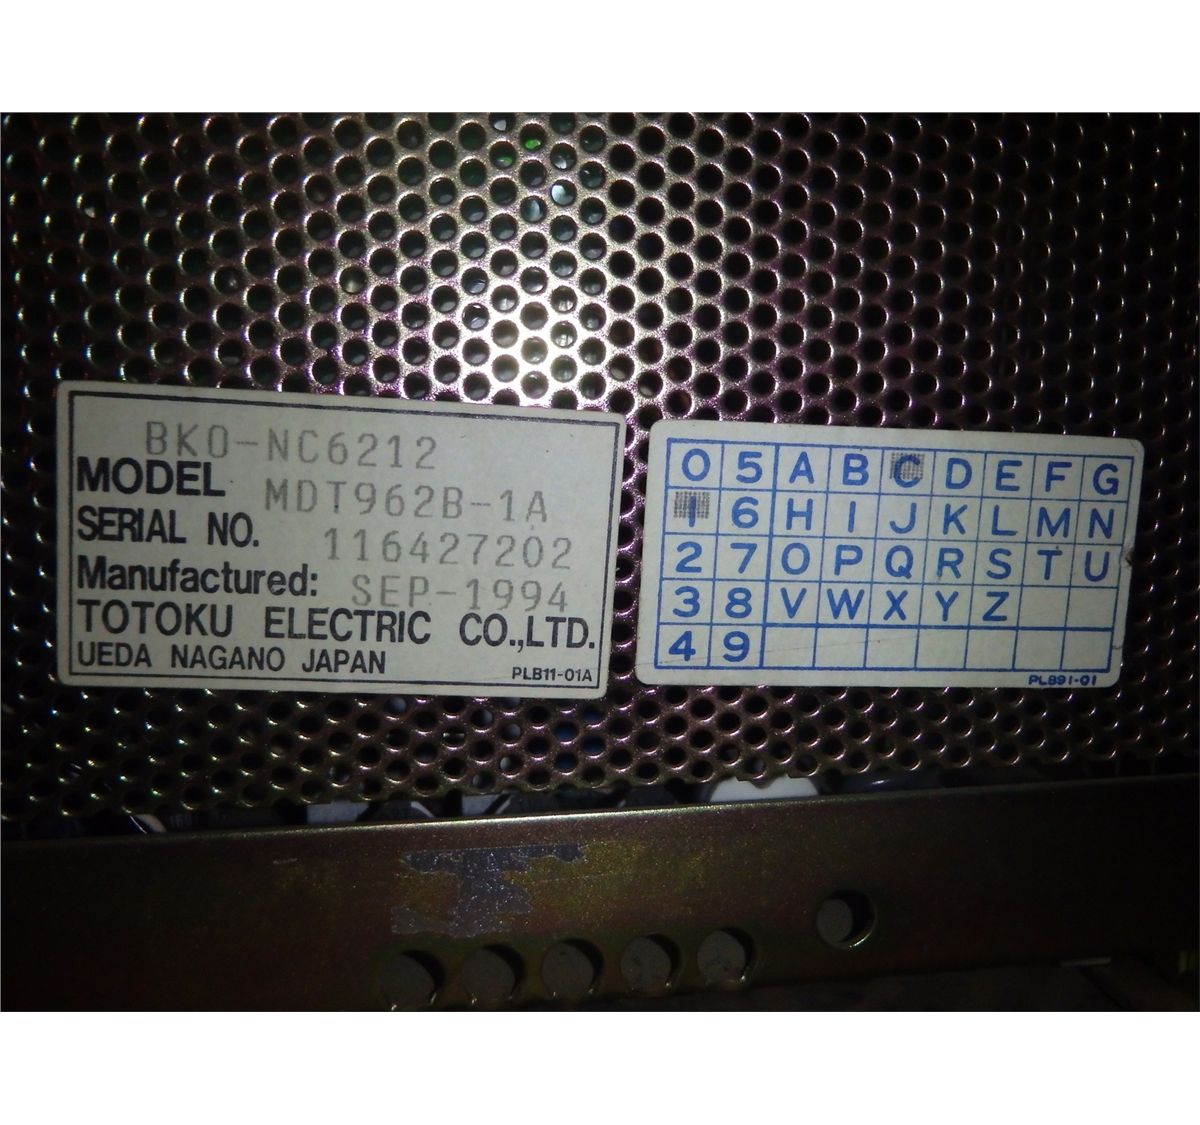 BKO-NC6212
MODEL MDT962B-1A
SERIAL NO. 116427202
Manufactured: SEP-1994
TOTOKU ELECTRIC CO.,LTD.
UEDA NAGANO JAPAN PLB11-01A
0 5 A B C D E F G
1 6 H I J K L M N
2 7 O P Q R S T U
3 8 V W X Y Z
4 9
PLB91-01